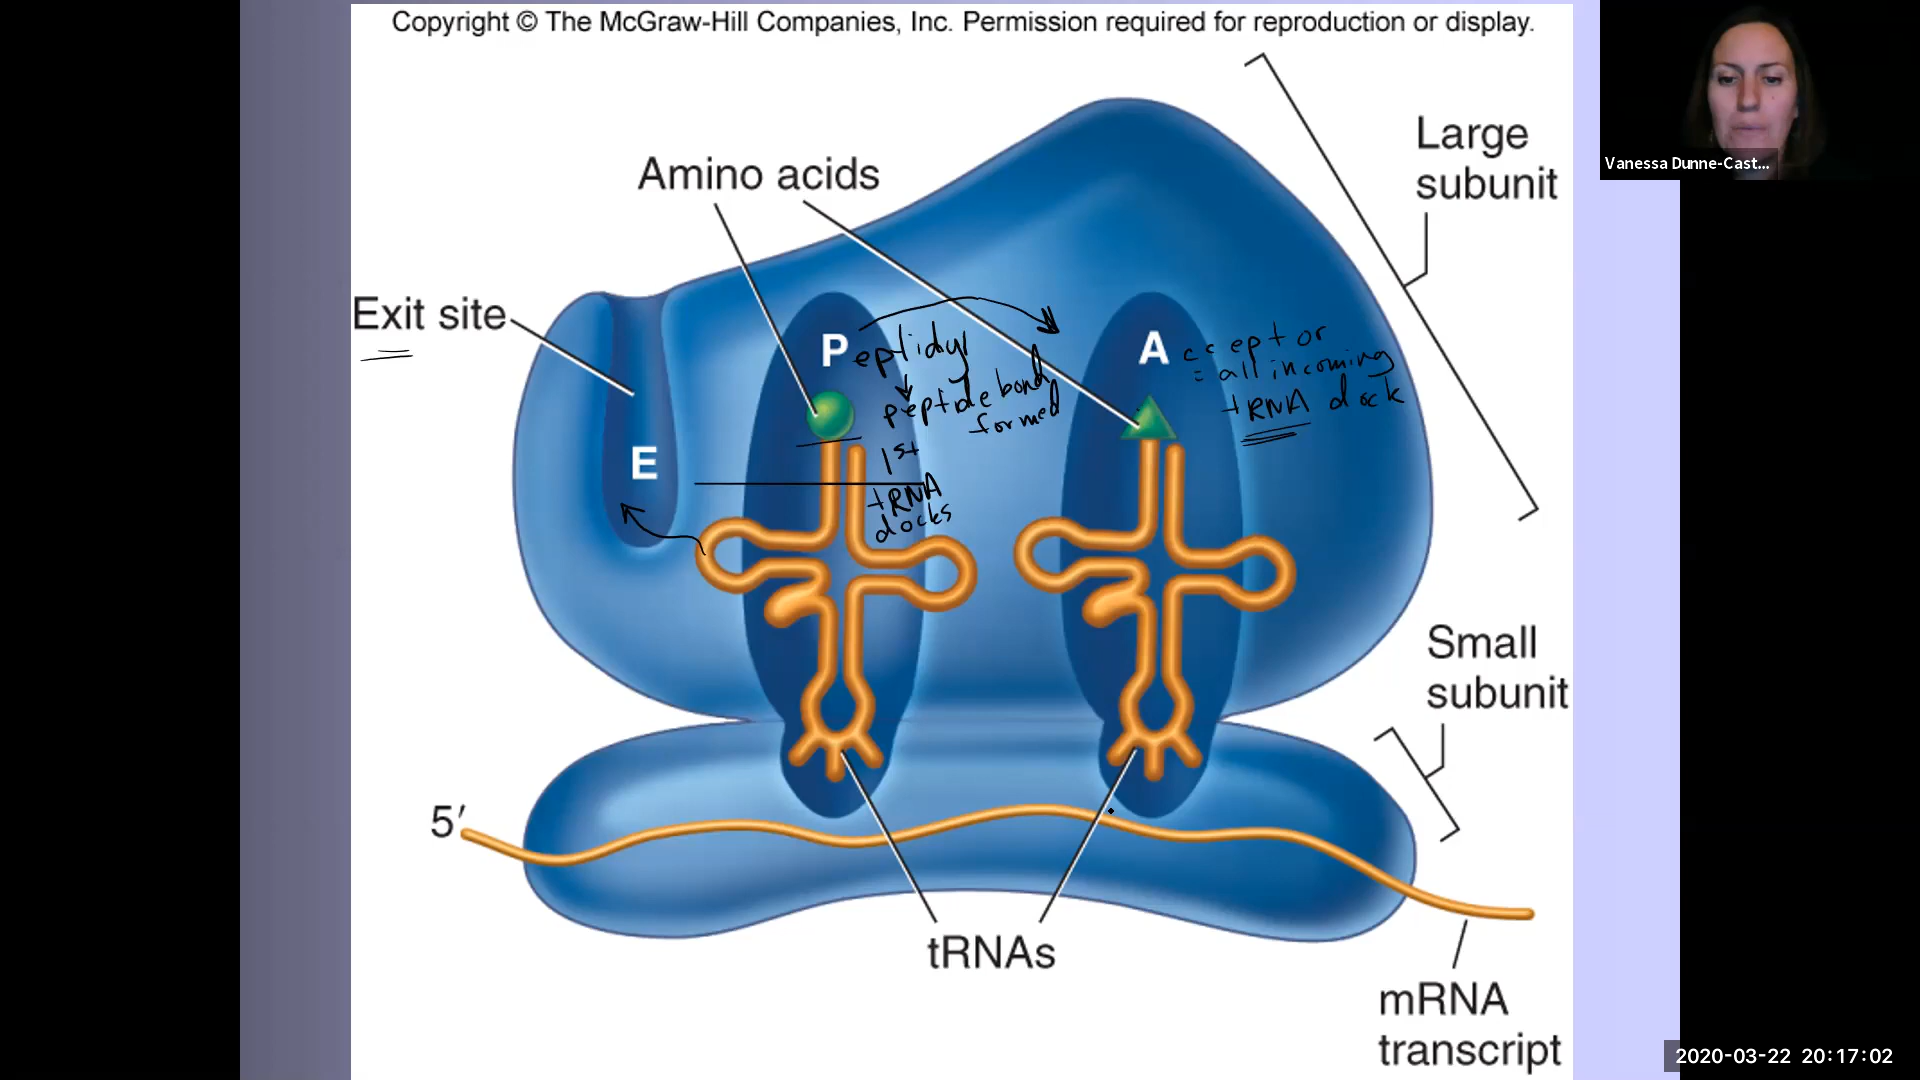 Copyright © The McGraw-Hill Companies, Inc. Permission required for reproduction or display.
Vanessa Dunne-Cast...
Large
subunit
Amino acids
Exit site
Peptidyl
peptide bond
formed
1st
tRNA
docks
Acceptor
= all incoming
tRNA dock
E
Small
subunit
5′
tRNAs
mRNA
transcript
2020-03-22 20:17:02